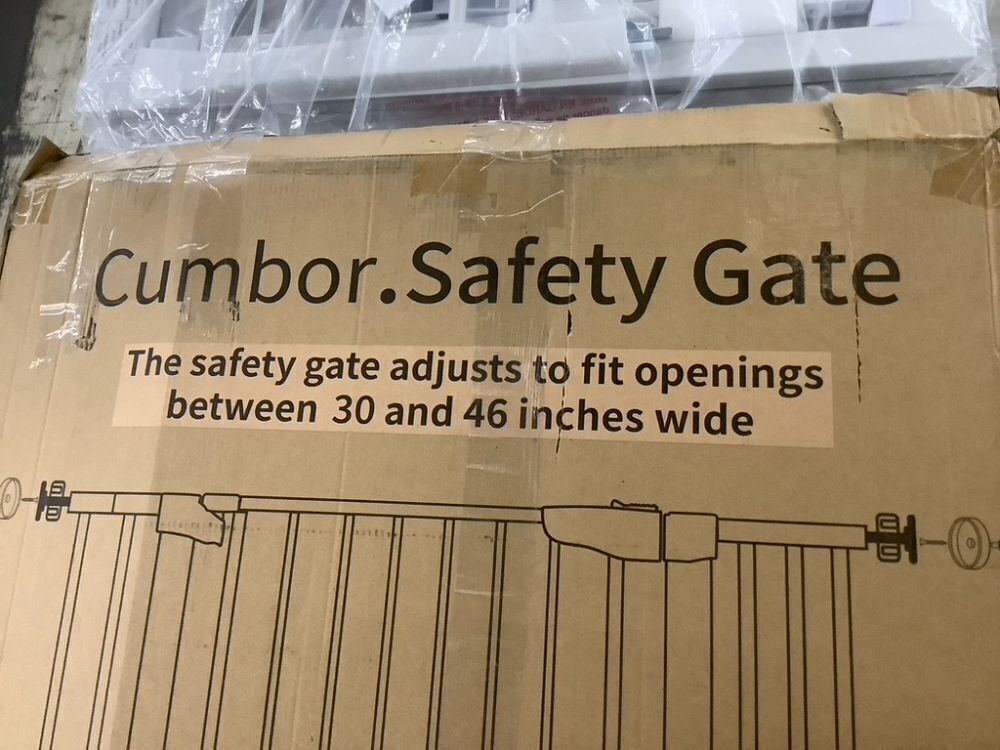 Cumbor.Safety Gate
The safety gate adjusts to fit openings
between 30 and 46 inches wide